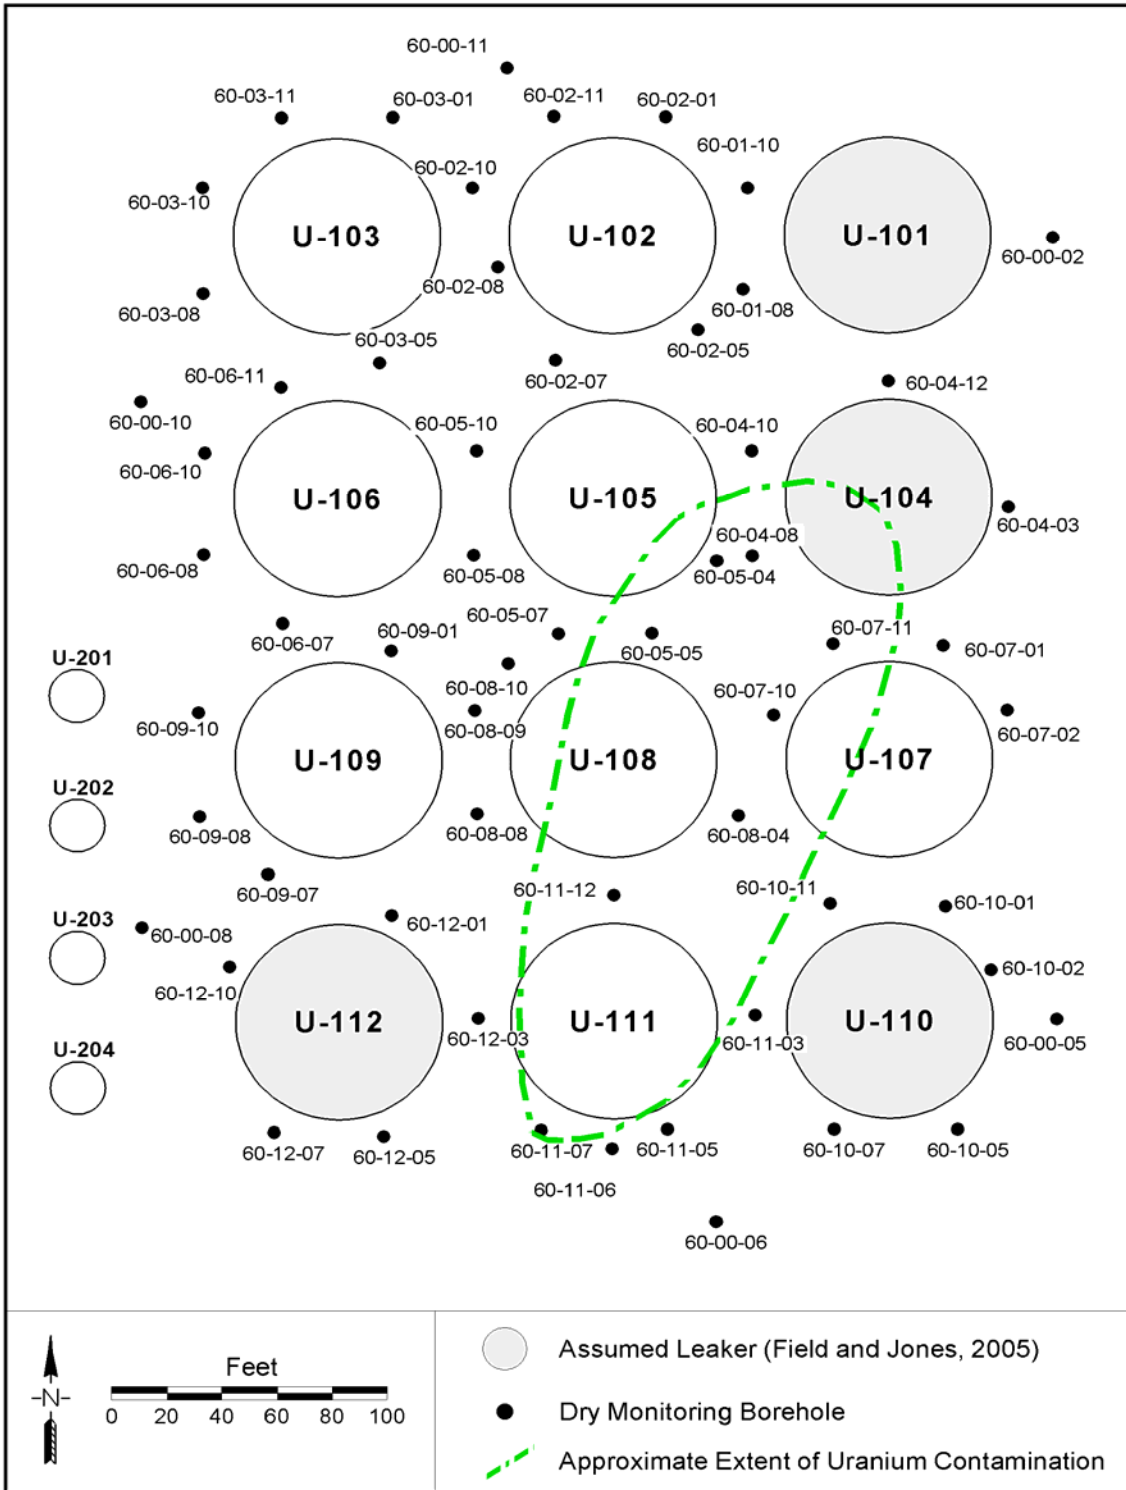 60-00-11
60-03-11
60-03-01
60-02-11
60-02-01
60-01-10
60-02-10
60-03-10
U-103
U-102
U-101
60-00-02
60-02-08
60-03-08
60-01-08
60-03-05
60-02-05
60-06-11
60-02-07
60-04-12
60-00-10
60-05-10
60-04-10
60-06-10
U-106
U-105
U-104
60-04-03
60-04-08
60-06-08
60-05-08
60-05-04
60-05-07
60-07-11
60-06-07
60-09-01
60-05-05
60-07-01
U-201
60-08-10
60-07-10
60-09-10
60-08-09
60-07-02
U-109
U-108
U-107
U-202
60-09-08
60-08-08
60-08-04
60-09-07
60-11-12
60-10-11
60-10-01
U-203
60-00-08
60-12-01
60-10-02
60-12-10
U-112
U-111
U-110
60-12-03
60-11-03
60-00-05
U-204
60-12-07
60-12-05
60-11-07
60-11-05
60-10-07
60-10-05
60-11-06
60-00-06
N
Feet
0 20 40 60 80 100
Assumed Leaker (Field and Jones, 2005)
Dry Monitoring Borehole
Approximate Extent of Uranium Contamination